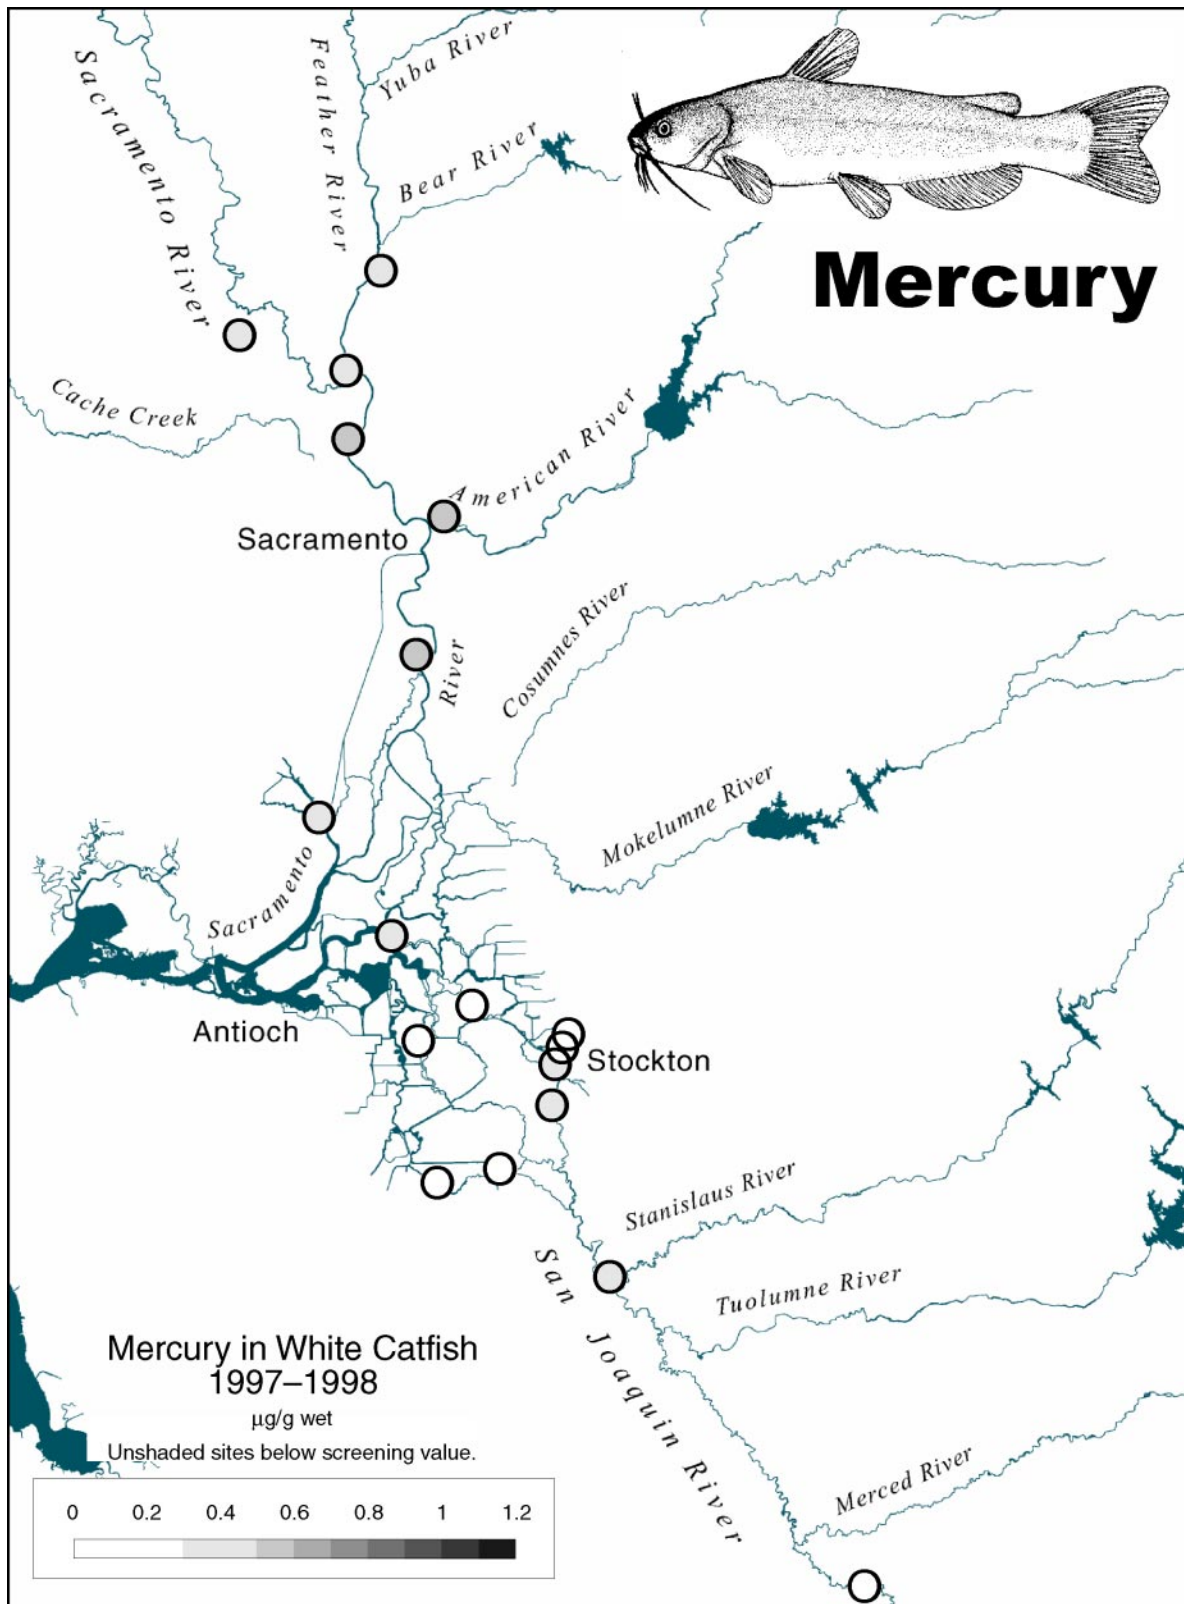 Sacramento River
Feather River
Yuba River
Bear River
Mercury
Cache Creek
American River
Sacramento
Cosumnes River
River
Mokelumne River
Sacramento
Antioch
Stockton
Stanislaus River
San Joaquin River
Tuolumne River
Merced River
Mercury in White Catfish
1997–1998
µg/g wet
Unshaded sites below screening value.
0 0.2 0.4 0.6 0.8 1 1.2